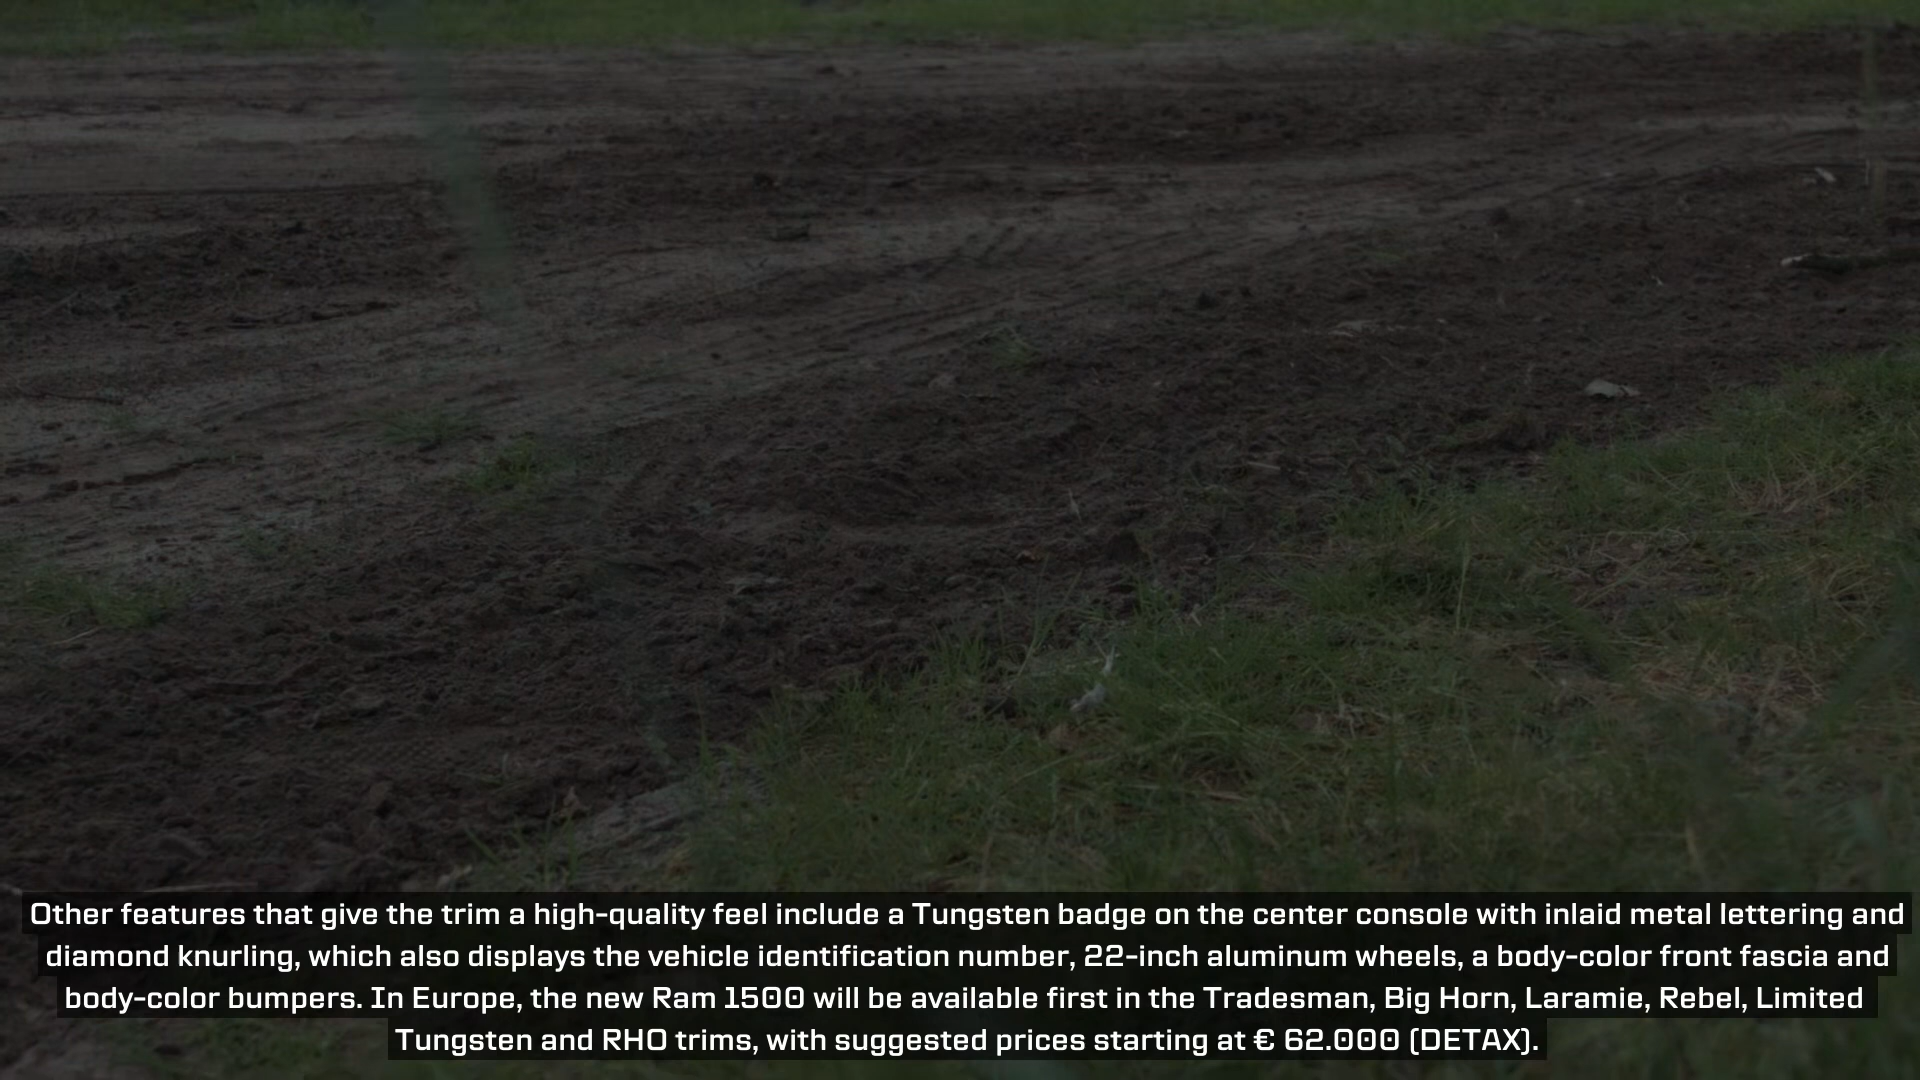 Other features that give the trim a high-quality feel include a Tungsten badge on the center console with inlaid metal lettering and
diamond knurling, which also displays the vehicle identification number, 22-inch aluminum wheels, a body-color front fascia and
body-color bumpers. In Europe, the new Ram 1500 will be available first in the Tradesman, Big Horn, Laramie, Rebel, Limited
Tungsten and RHO trims, with suggested prices starting at € 62.000 (DETAX).